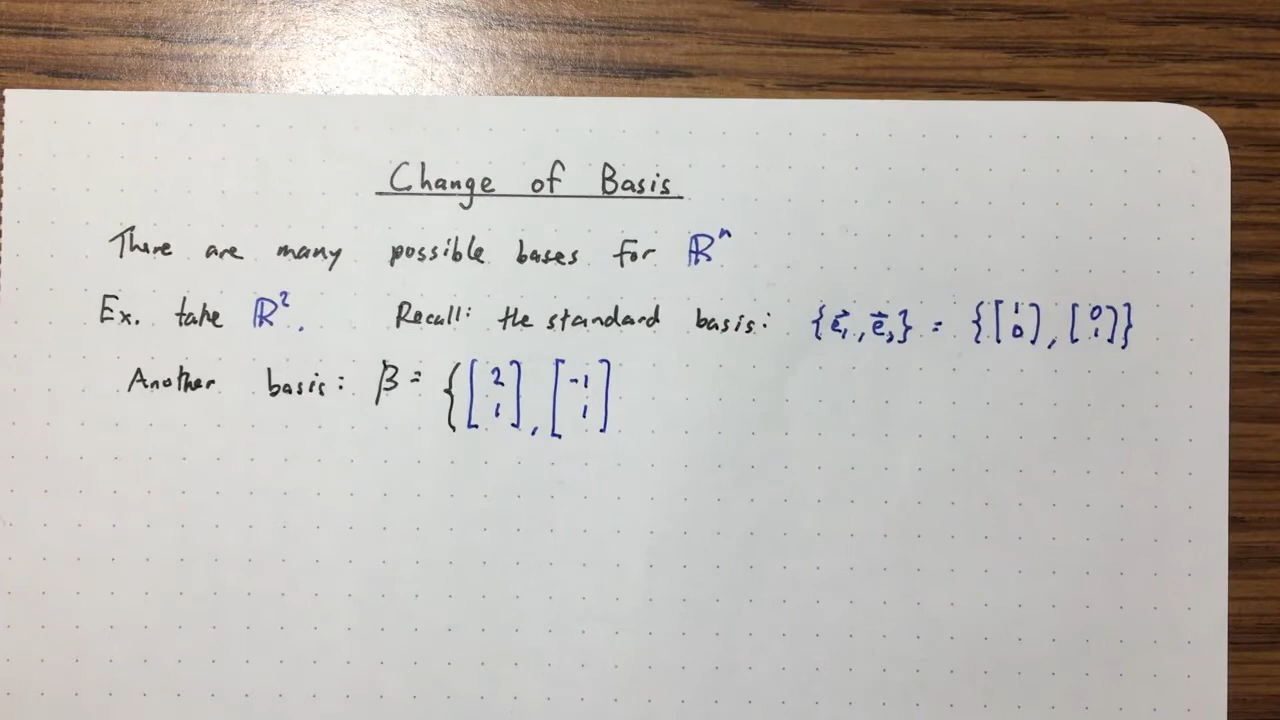 Change of Basis
There are many possible bases for ℝⁿ
Ex. take ℝ². Recall: the standard basis: {e⃗₁, e⃗₂} = {[1 0], [0 1]}
Another basis: β = {[2 1], [-1 1]